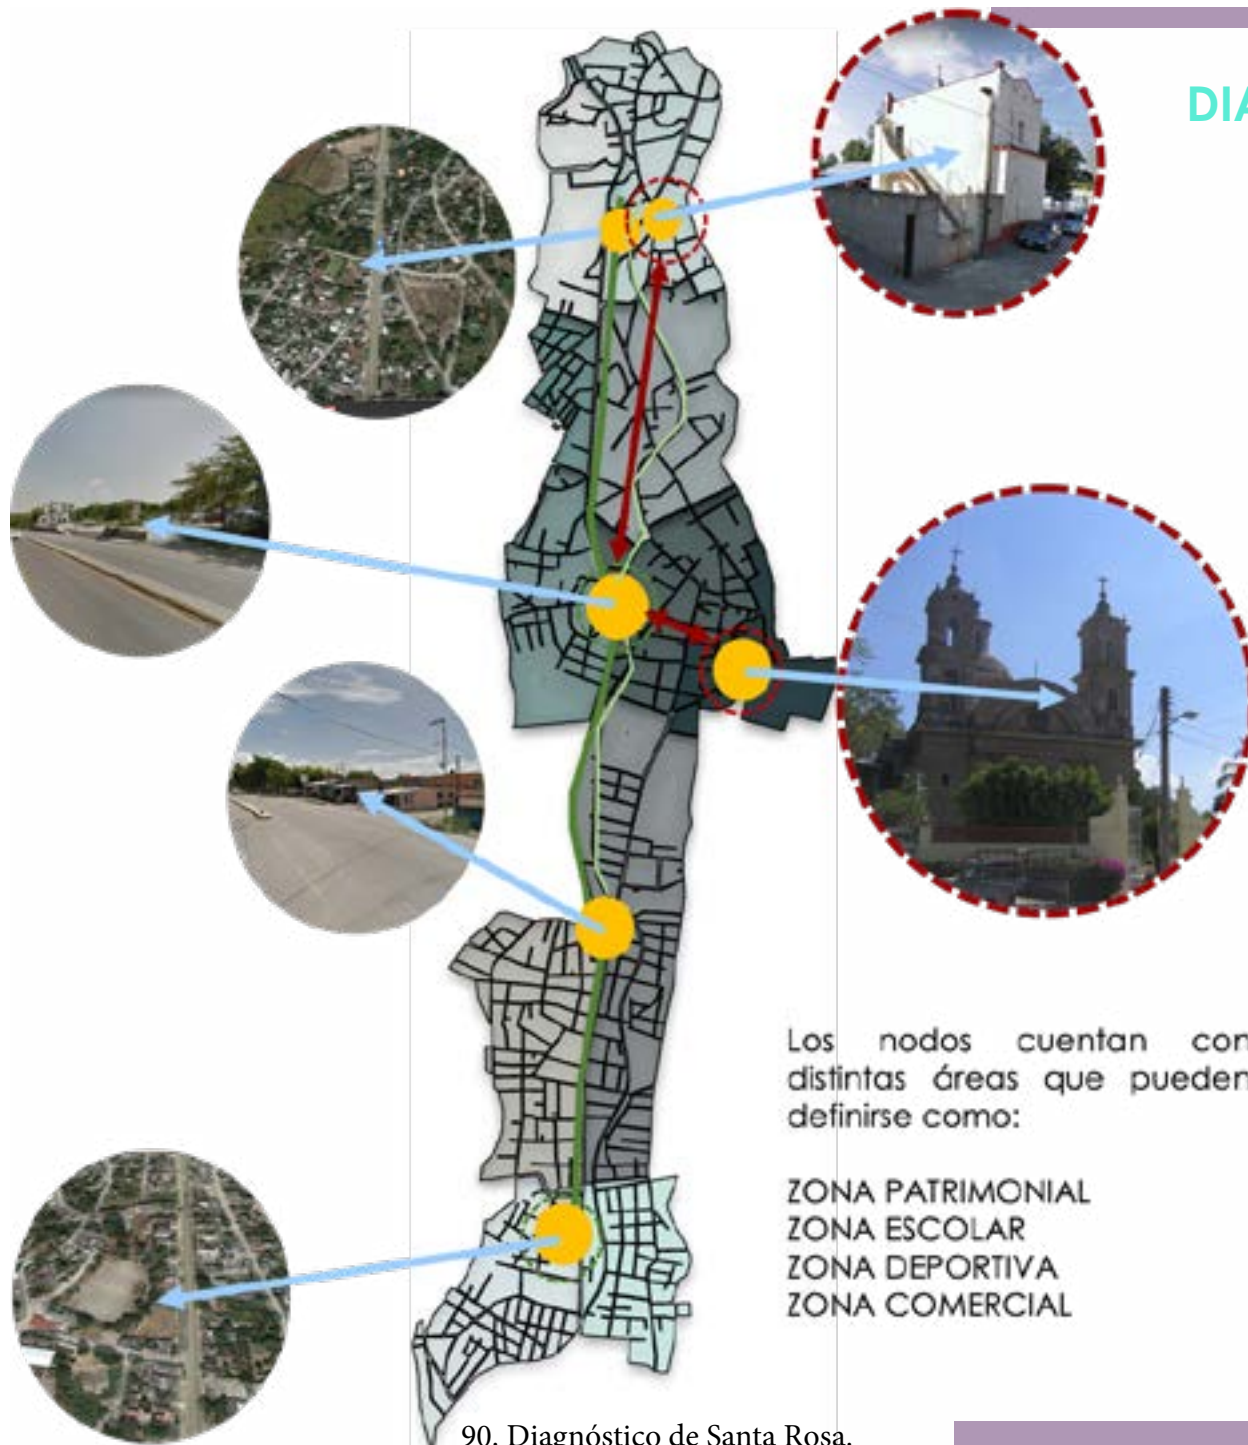 DIA
Los nodos cuentan con
distintas áreas que pueden
definirse como:
ZONA PATRIMONIAL
ZONA ESCOLAR
ZONA DEPORTIVA
ZONA COMERCIAL
90. Diagnóstico de Santa Rosa.